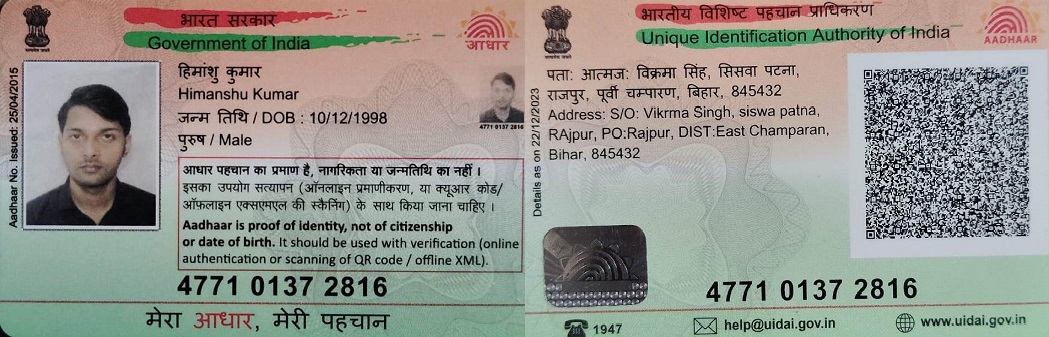 भारत सरकार
Government of India
आधार
Aadhaar No. Issued: 25/04/2015
हिमांशु कुमार
Himanshu Kumar
जन्म तिथि / DOB : 10/12/1998
पुरुष / Male
4771 0137 2816
आधार पहचान का प्रमाण है, नागरिकता या जन्मतिथि का नहीं ।
इसका उपयोग सत्यापन (ऑनलाइन प्रमाणीकरण, या क्यूआर कोड/
ऑफलाइन एक्सएमएल की स्कैनिंग) के साथ किया जाना चाहिए ।
Aadhaar is proof of identity, not of citizenship
or date of birth. It should be used with verification (online
authentication or scanning of QR code / offline XML).
4771 0137 2816
मेरा आधार, मेरी पहचान
भारतीय विशिष्ट पहचान प्राधिकरण
Unique Identification Authority of India
AADHAAR
Details as on 22/12/2023
पता: आत्मज: विक्रमा सिंह, सिसवा पटना,
राजपुर, पूर्वी चम्पारण, बिहार, 845432
Address: S/O: Vikrma Singh, siswa patna,
RAjpur, PO:Rajpur, DIST:East Champaran,
Bihar, 845432
4771 0137 2816
1947
help@uidai.gov.in
www.uidai.gov.in